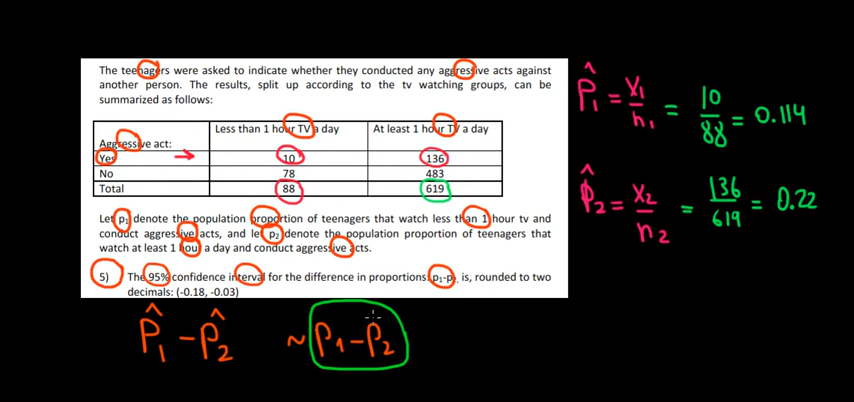 The teenagers were asked to indicate whether they conducted any aggressive acts against
another person. The results, split up according to the tv watching groups, can be
summarized as follows:
Less than 1 hour TV a day At least 1 hour TV a day
Aggressive act:
Yes → 10 136
No 78 483
Total 88 619
Let p₁ denote the population proportion of teenagers that watch less than 1 hour tv and
conduct aggressive acts, and let p₂ denote the population proportion of teenagers that
watch at least 1 hour a day and conduct aggressive acts.
5) The 95% confidence interval for the difference in proportions p₁-p₂, is, rounded to two
decimals: (-0.18, -0.03)
P̂₁ - P̂₂ ~ P₁ - P₂
P̂₁ = x₁/n₁ = 10/88 = 0.114
P̂₂ = x₂/n₂ = 136/619 = 0.22